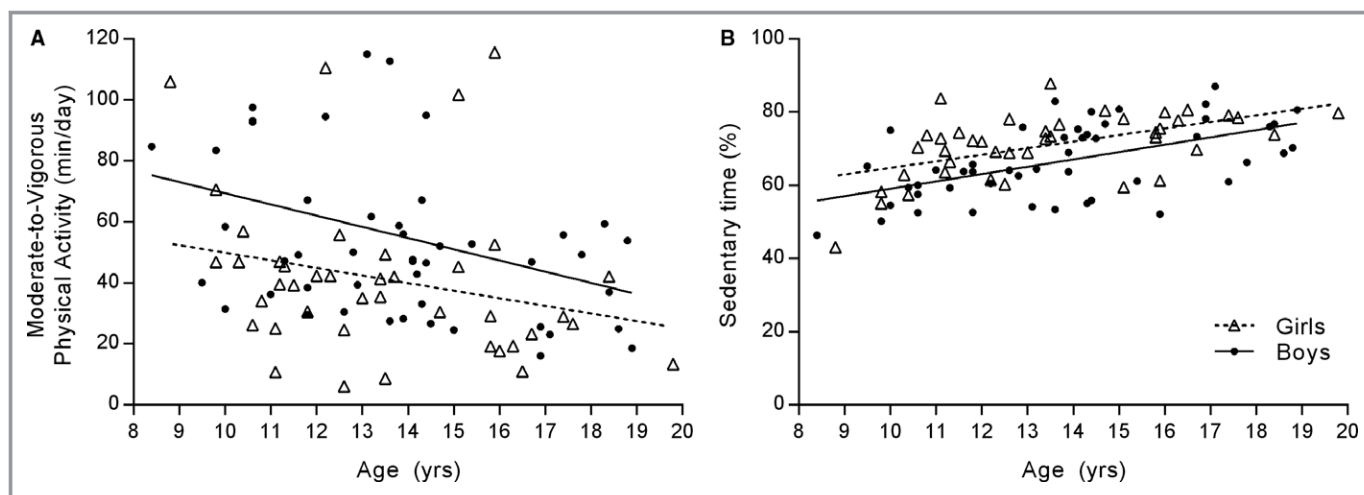 A
Moderate-to-Vigorous
Physical Activity (min/day)
120
100
80
60
40
20
0
8 9 10 11 12 13 14 15 16 17 18 19 20
Age (yrs)
B
Sedentary time (%)
100
80
60
40
20
0
Girls
Boys
8 9 10 11 12 13 14 15 16 17 18 19 20
Age (yrs)